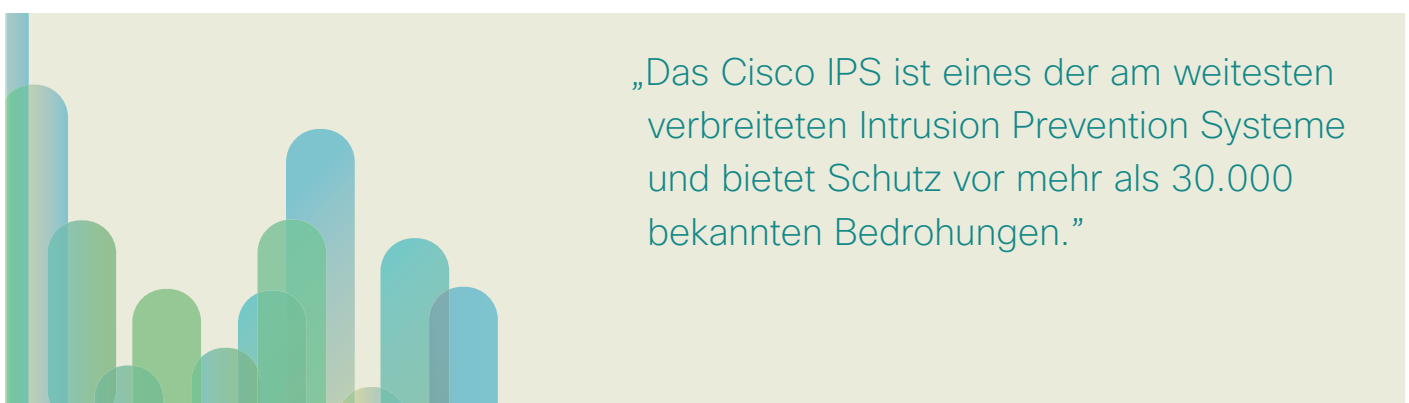 „Das Cisco IPS ist eines der am weitesten
verbreiteten Intrusion Prevention Systeme
und bietet Schutz vor mehr als 30.000
bekannten Bedrohungen.”